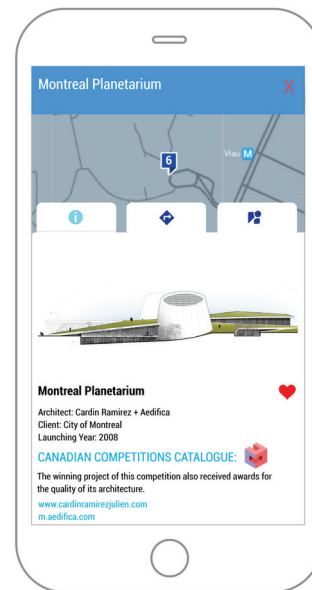 Montreal Planetarium
X
6
Viau M
i
Montreal Planetarium
Architect: Cardin Ramirez + Aedifica
Client: City of Montreal
Launching Year: 2008
CANADIAN COMPETITIONS CATALOGUE:
The winning project of this competition also received awards for
the quality of its architecture.
www.cardinramirezjulien.com
m.aedifica.com